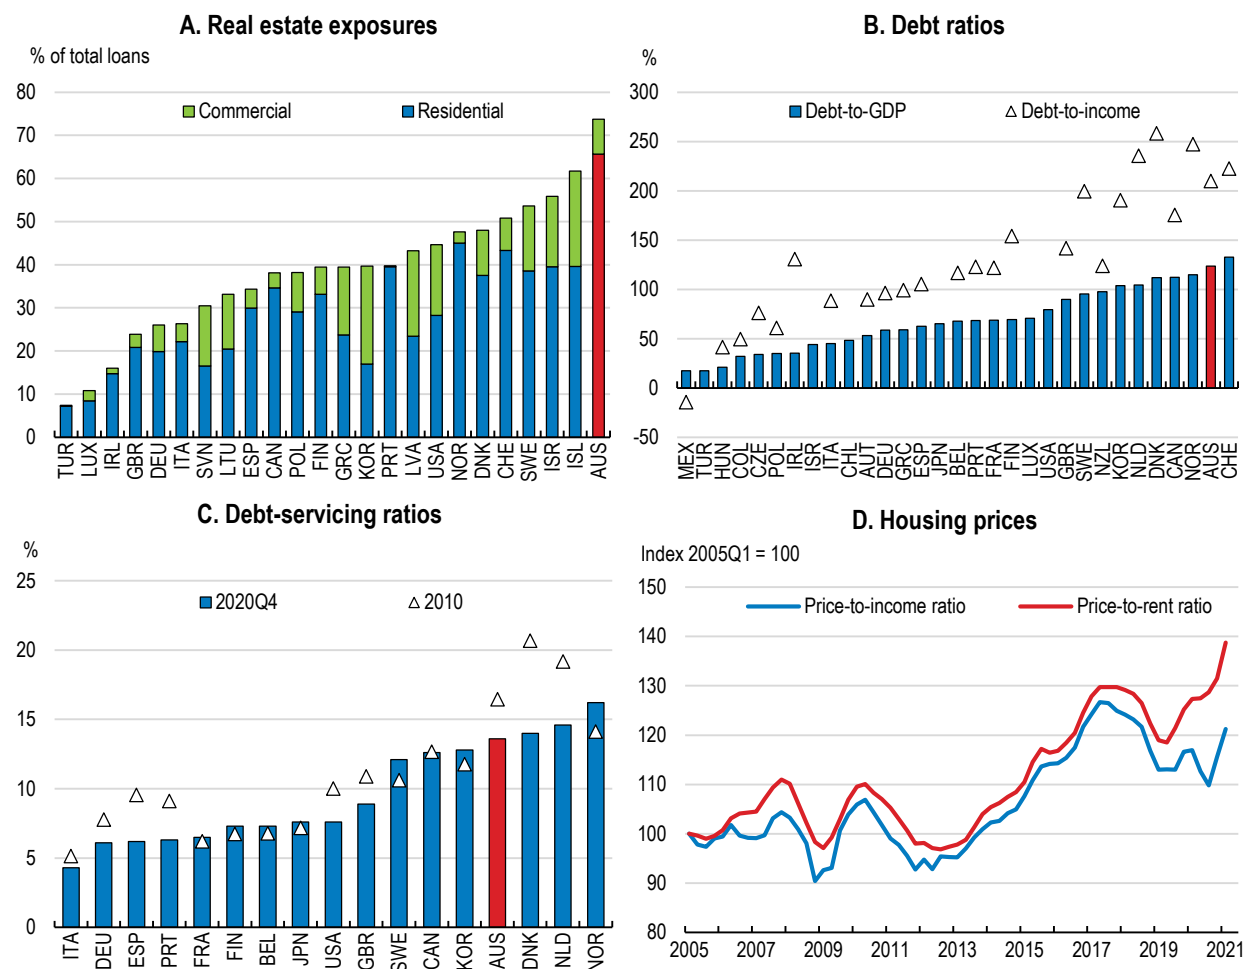 A. Real estate exposures
% of total loans
80
70
60
50
40
30
20
10
0
Commercial
Residential
TUR LUX IRL GBR DEU ITA SVN LTU ESP CAN POL FIN GRC KOR PRT LVA USA NOR DNK CHE SWE ISR ISL AUS
B. Debt ratios
%
300
250
200
150
100
50
0
-50
Debt-to-GDP
Debt-to-income
MEX TUR HUN COL CZE POL IRL ISR ITA CHL AUT DEU GRC ESP JPN BEL PRT FRA FIN LUX USA GBR SWE NZL KOR NLD DNK CAN NOR AUS CHE
C. Debt-servicing ratios
%
25
20
15
10
5
0
2020Q4
2010
ITA DEU ESP PRT FRA FIN BEL JPN USA GBR SWE CAN KOR AUS DNK NLD NOR
D. Housing prices
Index 2005Q1 = 100
150
140
130
120
110
100
90
80
Price-to-income ratio
Price-to-rent ratio
2005 2007 2009 2011 2013 2015 2017 2019 2021